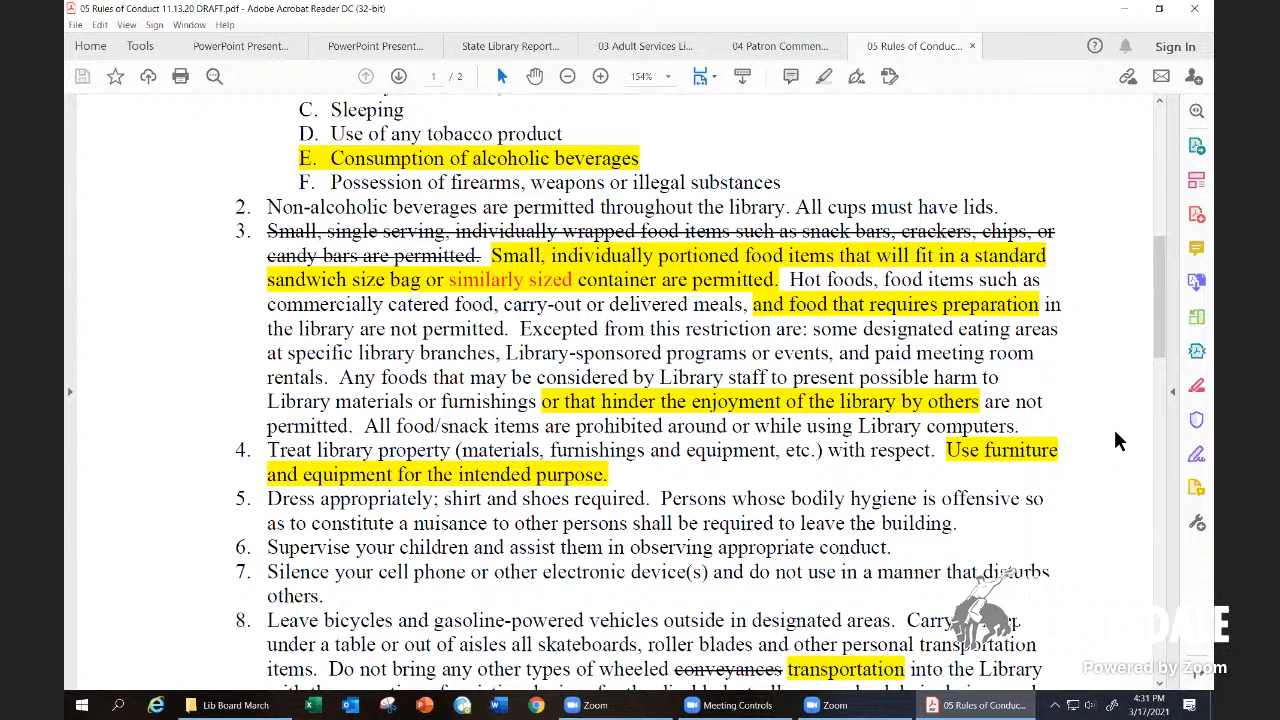 05 Rules of Conduct 11.13.20 DRAFT.pdf - Adobe Acrobat Reader DC (32-bit)
File Edit View Sign Window Help
Home Tools PowerPoint Present... PowerPoint Present... State Library Report... 03 Adult Services Li... 04 Patron Commen... 05 Rules of Conduc... × Sign In
1 / 2 154%
C. Sleeping
D. Use of any tobacco product
E. Consumption of alcoholic beverages
F. Possession of firearms, weapons or illegal substances
2. Non-alcoholic beverages are permitted throughout the library. All cups must have lids.
3. Small, single serving, individually wrapped food items such as snack bars, crackers, chips, or
candy bars are permitted. Small, individually portioned food items that will fit in a standard
sandwich size bag or similarly sized container are permitted. Hot foods, food items such as
commercially catered food, carry-out or delivered meals, and food that requires preparation in
the library are not permitted. Excepted from this restriction are: some designated eating areas
at specific library branches, Library-sponsored programs or events, and paid meeting room
rentals. Any foods that may be considered by Library staff to present possible harm to
Library materials or furnishings or that hinder the enjoyment of the library by others are not
permitted. All food/snack items are prohibited around or while using Library computers.
4. Treat library property (materials, furnishings and equipment, etc.) with respect. Use furniture
and equipment for the intended purpose.
5. Dress appropriately; shirt and shoes required. Persons whose bodily hygiene is offensive so
as to constitute a nuisance to other persons shall be required to leave the building.
6. Supervise your children and assist them in observing appropriate conduct.
7. Silence your cell phone or other electronic device(s) and do not use in a manner that disturbs
others.
8. Leave bicycles and gasoline-powered vehicles outside in designated areas. Carry
under a table or out of aisles all skateboards, roller blades and other personal transportation
items. Do not bring any other types of wheeled conveyances transportation into the Library
Powered by Zoom
Lib Board March Zoom Meeting Controls Zoom 05 Rules of Conduc... 4:31 PM
3/17/2021